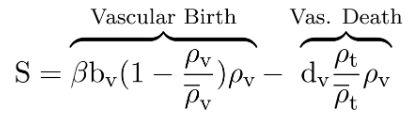 Vascular Birth Vas. Death
S = βb_v(1 − ρ_v/ρ̅_v)ρ_v − d_v ρ_t/ρ̅_t ρ_v